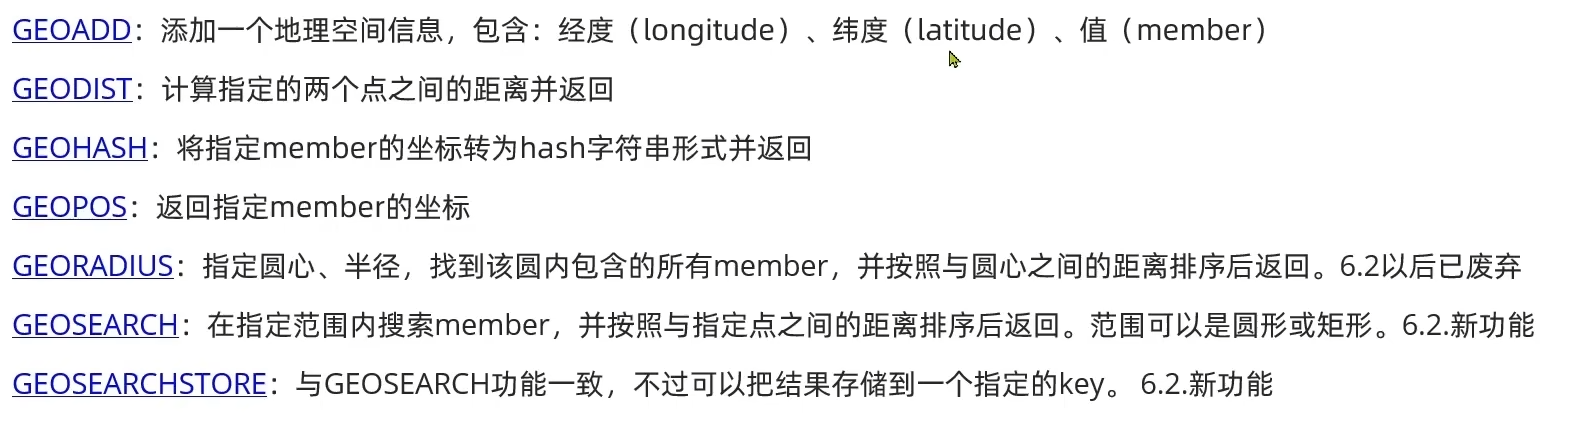 GEOADD：添加一个地理空间信息，包含：经度（longitude）、纬度（latitude）、值（member）
GEODIST：计算指定的两个点之间的距离并返回
GEOHASH：将指定member的坐标转为hash字符串形式并返回
GEOPOS：返回指定member的坐标
GEORADIUS：指定圆心、半径，找到该圆内包含的所有member，并按照与圆心之间的距离排序后返回。6.2以后已废弃
GEOSEARCH：在指定范围内搜索member，并按照与指定点之间的距离排序后返回。范围可以是圆形或矩形。6.2.新功能
GEOSEARCHSTORE：与GEOSEARCH功能一致，不过可以把结果存储到一个指定的key。 6.2.新功能